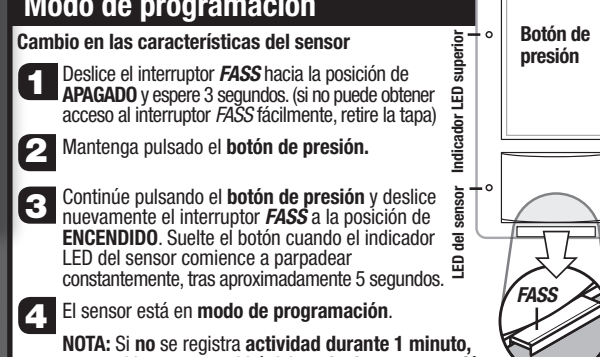 Modo de programación
Cambio en las características del sensor
1 Deslice el interruptor FASS hacia la posición de
APAGADO y espere 3 segundos. (si no puede obtener
acceso al interruptor FASS fácilmente, retire la tapa)
2 Mantenga pulsado el botón de presión.
3 Continúe pulsando el botón de presión y deslice
nuevamente el interruptor FASS a la posición de
ENCENDIDO. Suelte el botón cuando el indicador
LED del sensor comience a parpadear
constantemente, tras aproximadamente 5 segundos.
4 El sensor está en modo de programación.
NOTA: Si no se registra actividad durante 1 minuto,
Indicador LED superior
LED del sensor
Botón de
presión
FASS